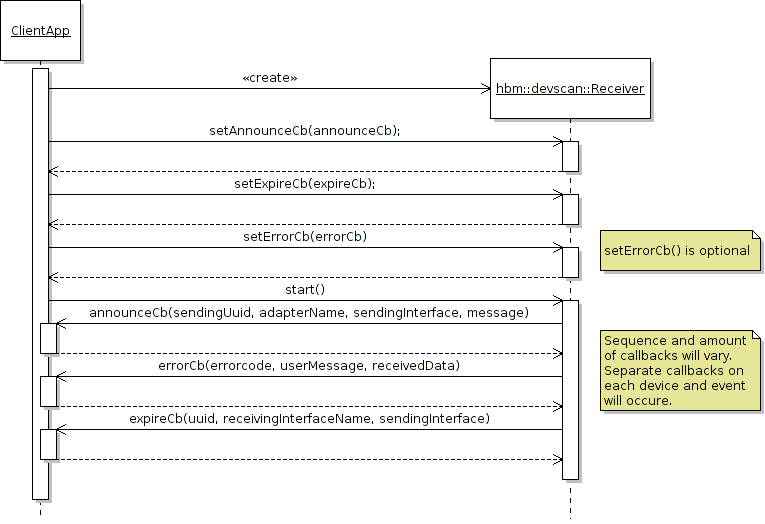 ClientApp
«create»
hbm::devscan::Receiver
setAnnounceCb(announceCb);
setExpireCb(expireCb);
setErrorCb(errorCb)
setErrorCb() is optional
start()
announceCb(sendingUuid, adapterName, sendingInterface, message)
Sequence and amount
of callbacks will vary.
Separate callbacks on
each device and event
will occure.
errorCb(errorcode, userMessage, receivedData)
expireCb(uuid, receivingInterfaceName, sendingInterface)